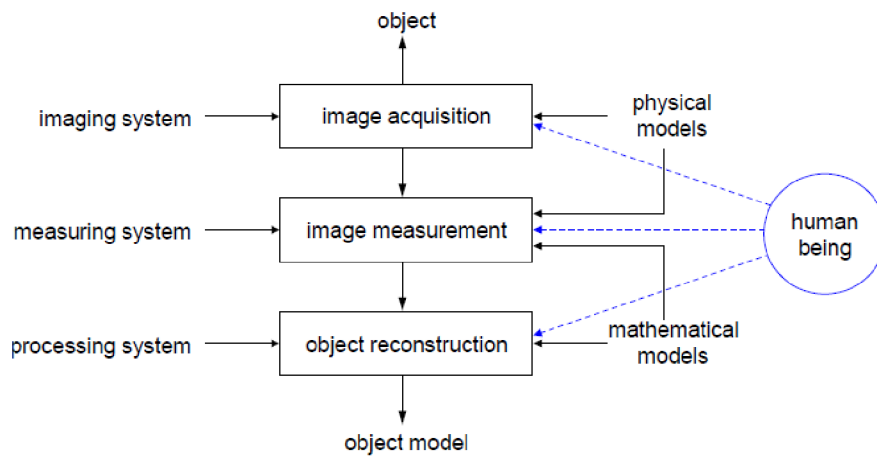 object
imaging system
image acquisition
physical
models
measuring system
image measurement
human
being
processing system
object reconstruction
mathematical
models
object model